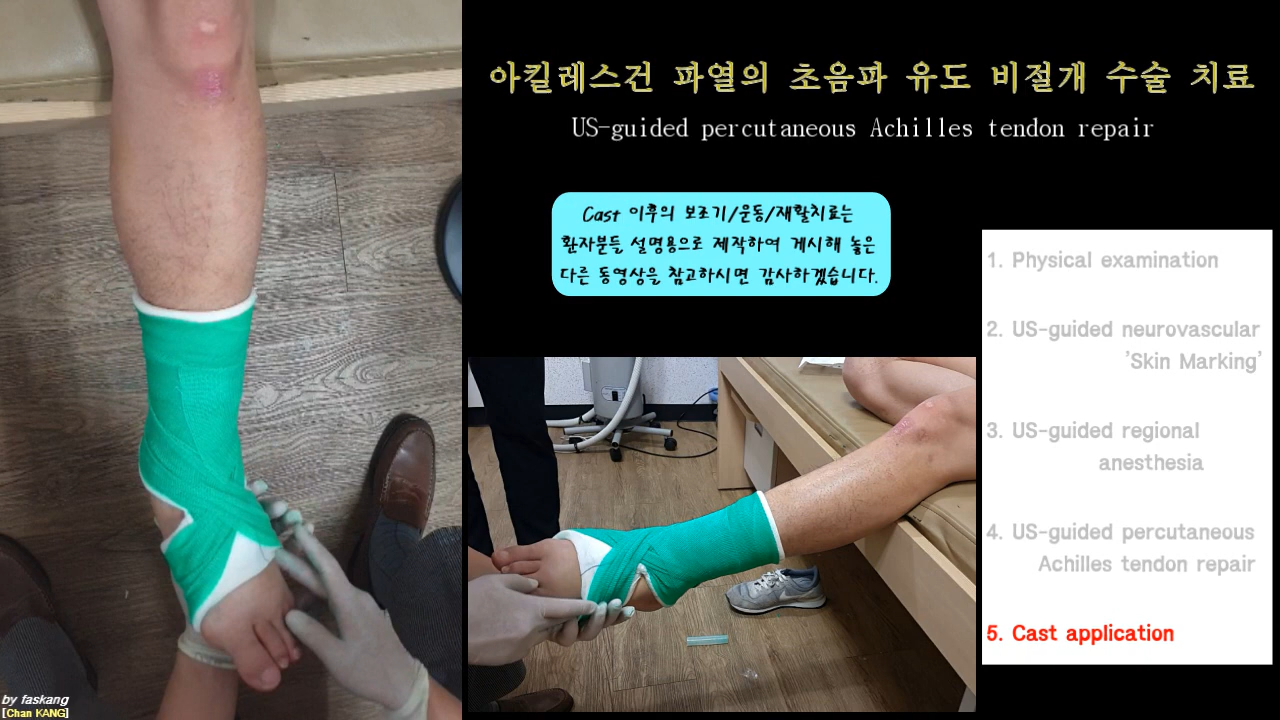 아킬레스건 파열의 초음파 유도 비절개 수술 치료
US-guided percutaneous Achilles tendon repair
Cast 이후의 보조기/운동/재활치료는
환자분들 설명용으로 제작하여 게시해 놓은
다른 동영상을 참고하시면 감사하겠습니다.
1. Physical examination
2. US-guided neurovascular
'Skin Marking'
3. US-guided regional
anesthesia
4. US-guided percutaneous
Achilles tendon repair
5. Cast application
by faskang
[Chan KANG]